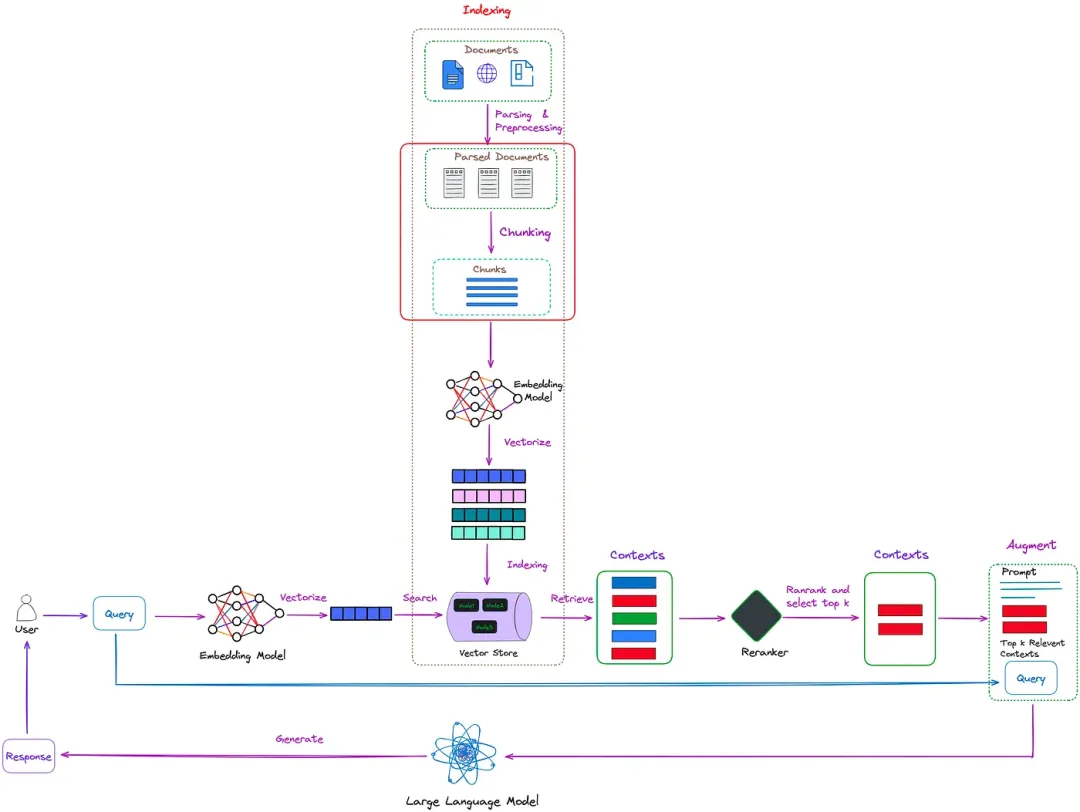 Indexing
Documents
Parsing &
Preprocessing
Parsed Documents
Chunking
Chunks
Embedding
Model
Vectorize
Indexing
Contexts
Contexts
Augment
Prompt
Vectorize
Search
Node1
Node2
Node3
Retrieve
Ranrank and
select top k
User
Query
Embedding Model
Vector Store
Reranker
Top k Relevent
Contexts
Query
Generate
Response
Large Language Model